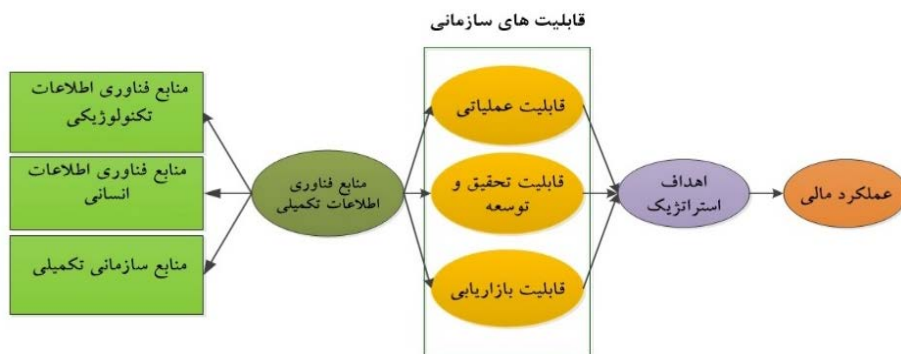 قابلیت های سازمانی
منابع فناوری اطلاعات
تکنولوژیکی
منابع فناوری اطلاعات
انسانی
منابع سازمانی تکمیلی
منابع فناوری
اطلاعات تکمیلی
قابلیت عملیاتی
قابلیت تحقیق و
توسعه
قابلیت بازاریابی
اهداف
استراتژیک
عملکرد مالی